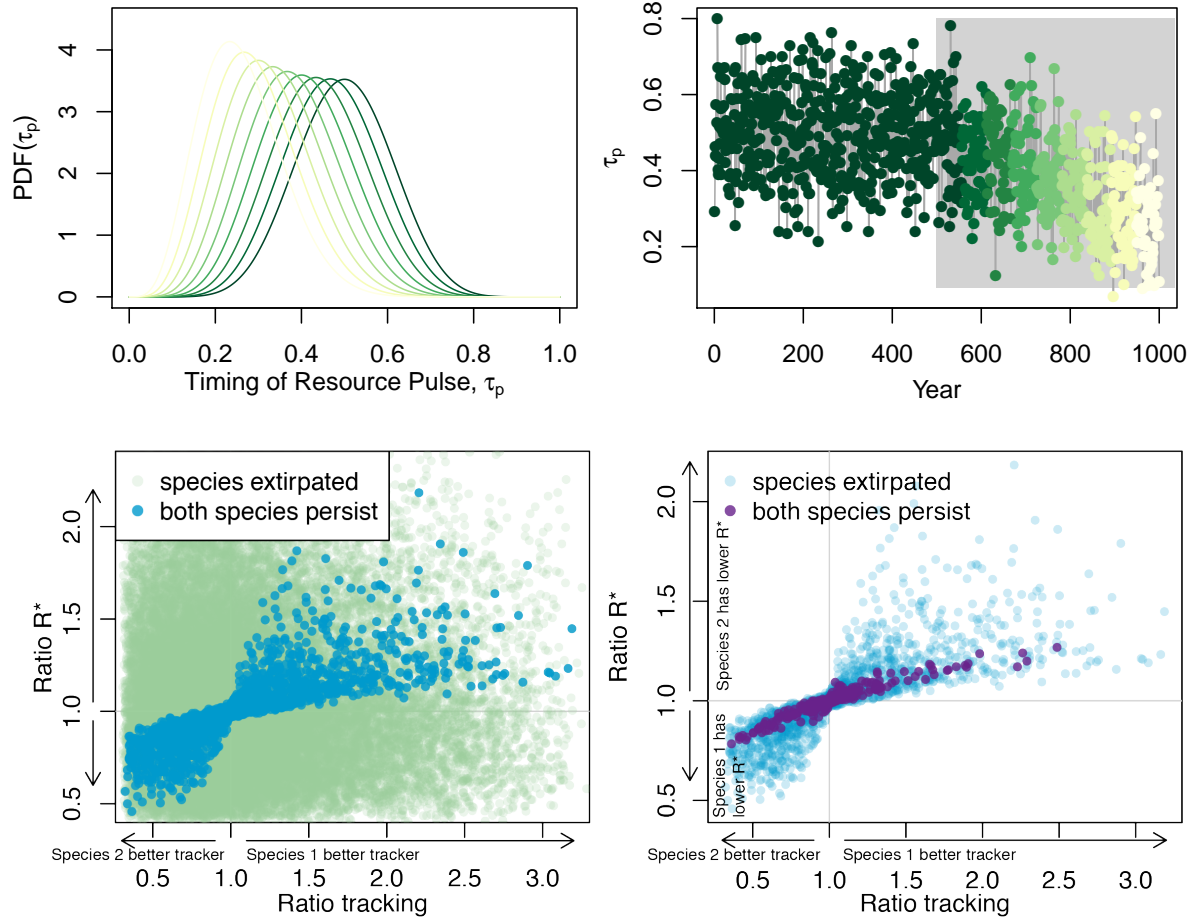 PDF(τp)
4
3
2
1
0
0.0 0.2 0.4 0.6 0.8 1.0
Timing of Resource Pulse, τp
τp
0.8
0.6
0.4
0.2
0 200 400 600 800 1000
Year
species extirpated
both species persist
Ratio R*
2.0
1.5
1.0
0.5
Species 2 better tracker Species 1 better tracker
0.5 1.0 1.5 2.0 2.5 3.0
Ratio tracking
species extirpated
both species persist
Ratio R*
2.0
1.5
1.0
0.5
Species 2 has lower R*
Species 1 has
lower R*
Species 2 better tracker Species 1 better tracker
0.5 1.0 1.5 2.0 2.5 3.0
Ratio tracking